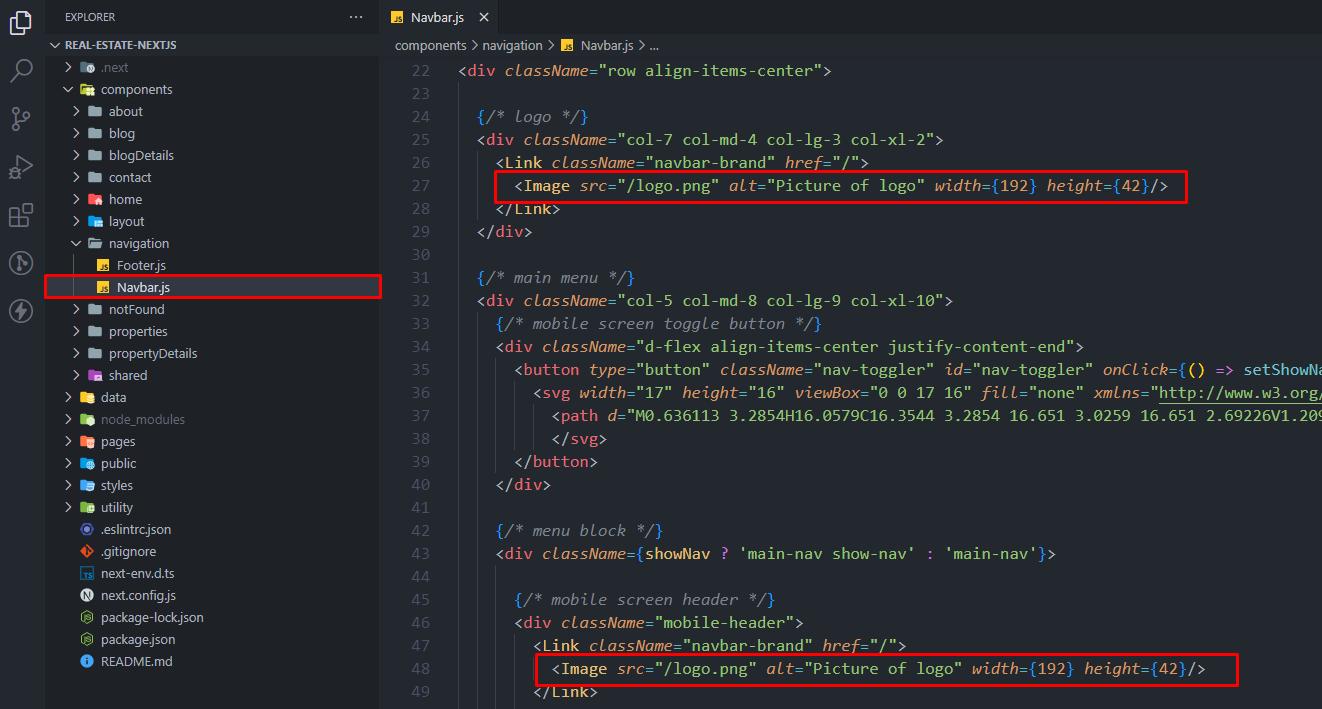 EXPLORER ...
REAL-ESTATE-NEXTJS
.next
components
about
blog
blogDetails
contact
home
layout
navigation
Footer.js
Navbar.js
notFound
properties
propertyDetails
shared
data
node_modules
pages
public
styles
utility
.eslintrc.json
.gitignore
next-env.d.ts
next.config.js
package-lock.json
package.json
README.md
Navbar.js
components > navigation > Navbar.js > ...
22 <div className="row align-items-center">
23
24 {/* logo */}
25 <div className="col-7 col-md-4 col-lg-3 col-xl-2">
26 <Link className="navbar-brand" href="/">
27 <Image src="/logo.png" alt="Picture of logo" width={192} height={42}/>
28 </Link>
29 </div>
30
31 {/* main menu */}
32 <div className="col-5 col-md-8 col-lg-9 col-xl-10">
33 {/* mobile screen toggle button */}
34 <div className="d-flex align-items-center justify-content-end">
35 <button type="button" className="nav-toggler" id="nav-toggler" onClick={() => setShowNa
36 <svg width="17" height="16" viewBox="0 0 17 16" fill="none" xmlns="http://www.w3.org/
37 <path d="M0.636113 3.2854H16.0579C16.3544 3.2854 16.651 3.0259 16.651 2.69226V1.209
38 </svg>
39 </button>
40 </div>
41
42 {/* menu block */}
43 <div className={showNav ? 'main-nav show-nav' : 'main-nav'}>
44
45 {/* mobile screen header */}
46 <div className="mobile-header">
47 <Link className="navbar-brand" href="/">
48 <Image src="/logo.png" alt="Picture of logo" width={192} height={42}/>
49 </Link>